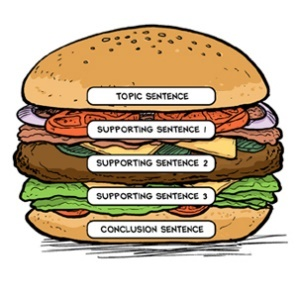 TOPIC SENTENCE
SUPPORTING SENTENCE 1
SUPPORTING SENTENCE 2
SUPPORTING SENTENCE 3
CONCLUSION SENTENCE